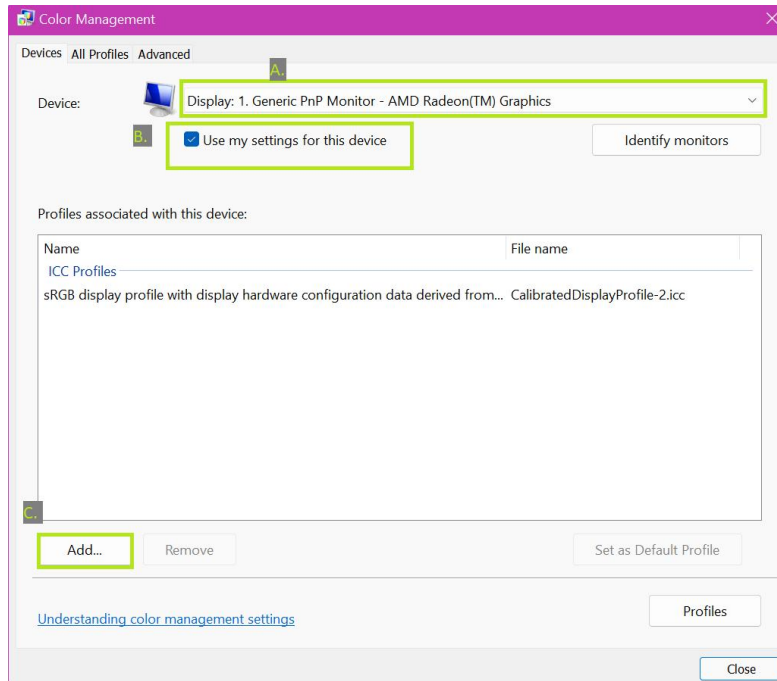 Color Management
Devices All Profiles Advanced
A.
Device: Display: 1. Generic PnP Monitor - AMD Radeon(TM) Graphics
B. Use my settings for this device Identify monitors
Profiles associated with this device:
Name File name
ICC Profiles
sRGB display profile with display hardware configuration data derived from... CalibratedDisplayProfile-2.icc
C.
Add... Remove Set as Default Profile
Understanding color management settings Profiles
Close